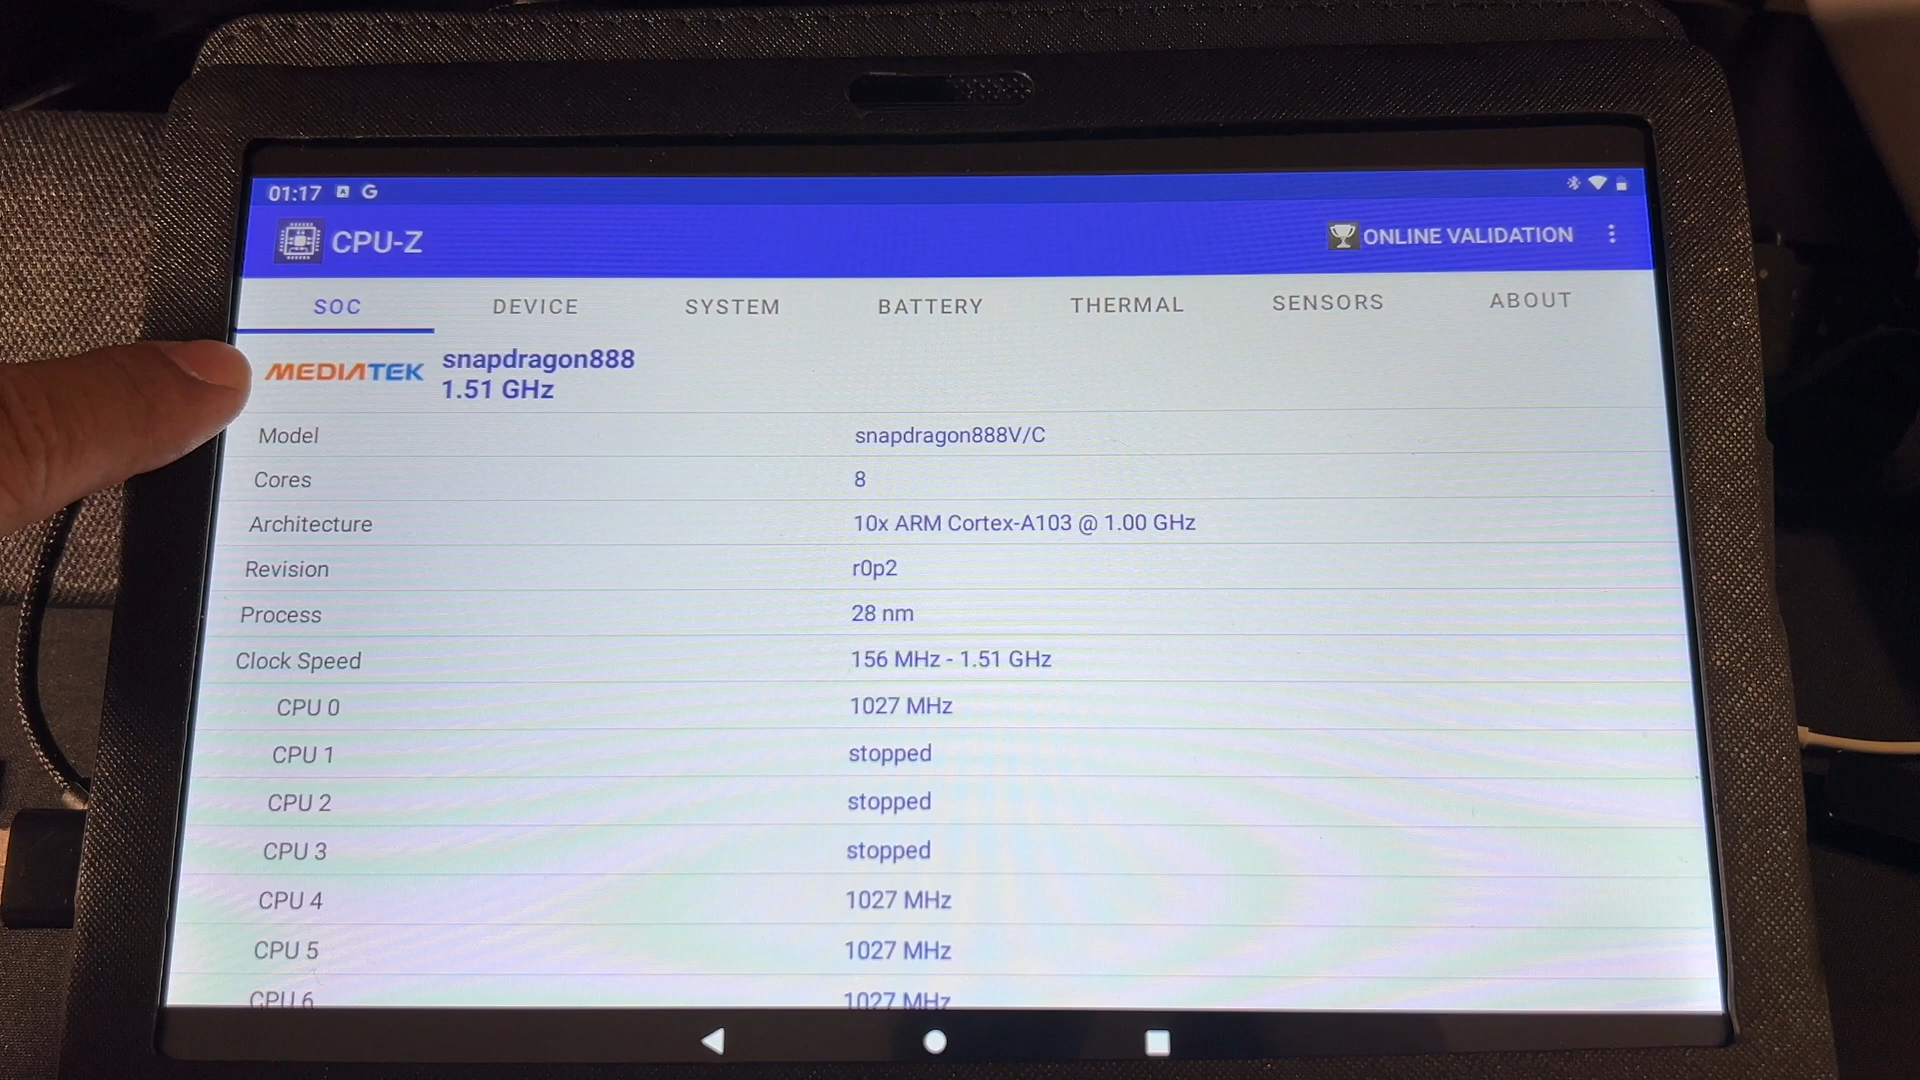 01:17 G
CPU-Z
ONLINE VALIDATION
SOC DEVICE SYSTEM BATTERY THERMAL SENSORS ABOUT
MEDIATEK
snapdragon888
1.51 GHz
Model snapdragon888V/C
Cores 8
Architecture 10x ARM Cortex-A103 @ 1.00 GHz
Revision r0p2
Process 28 nm
Clock Speed 156 MHz - 1.51 GHz
CPU 0 1027 MHz
CPU 1 stopped
CPU 2 stopped
CPU 3 stopped
CPU 4 1027 MHz
CPU 5 1027 MHz
CPU 6 1027 MHz